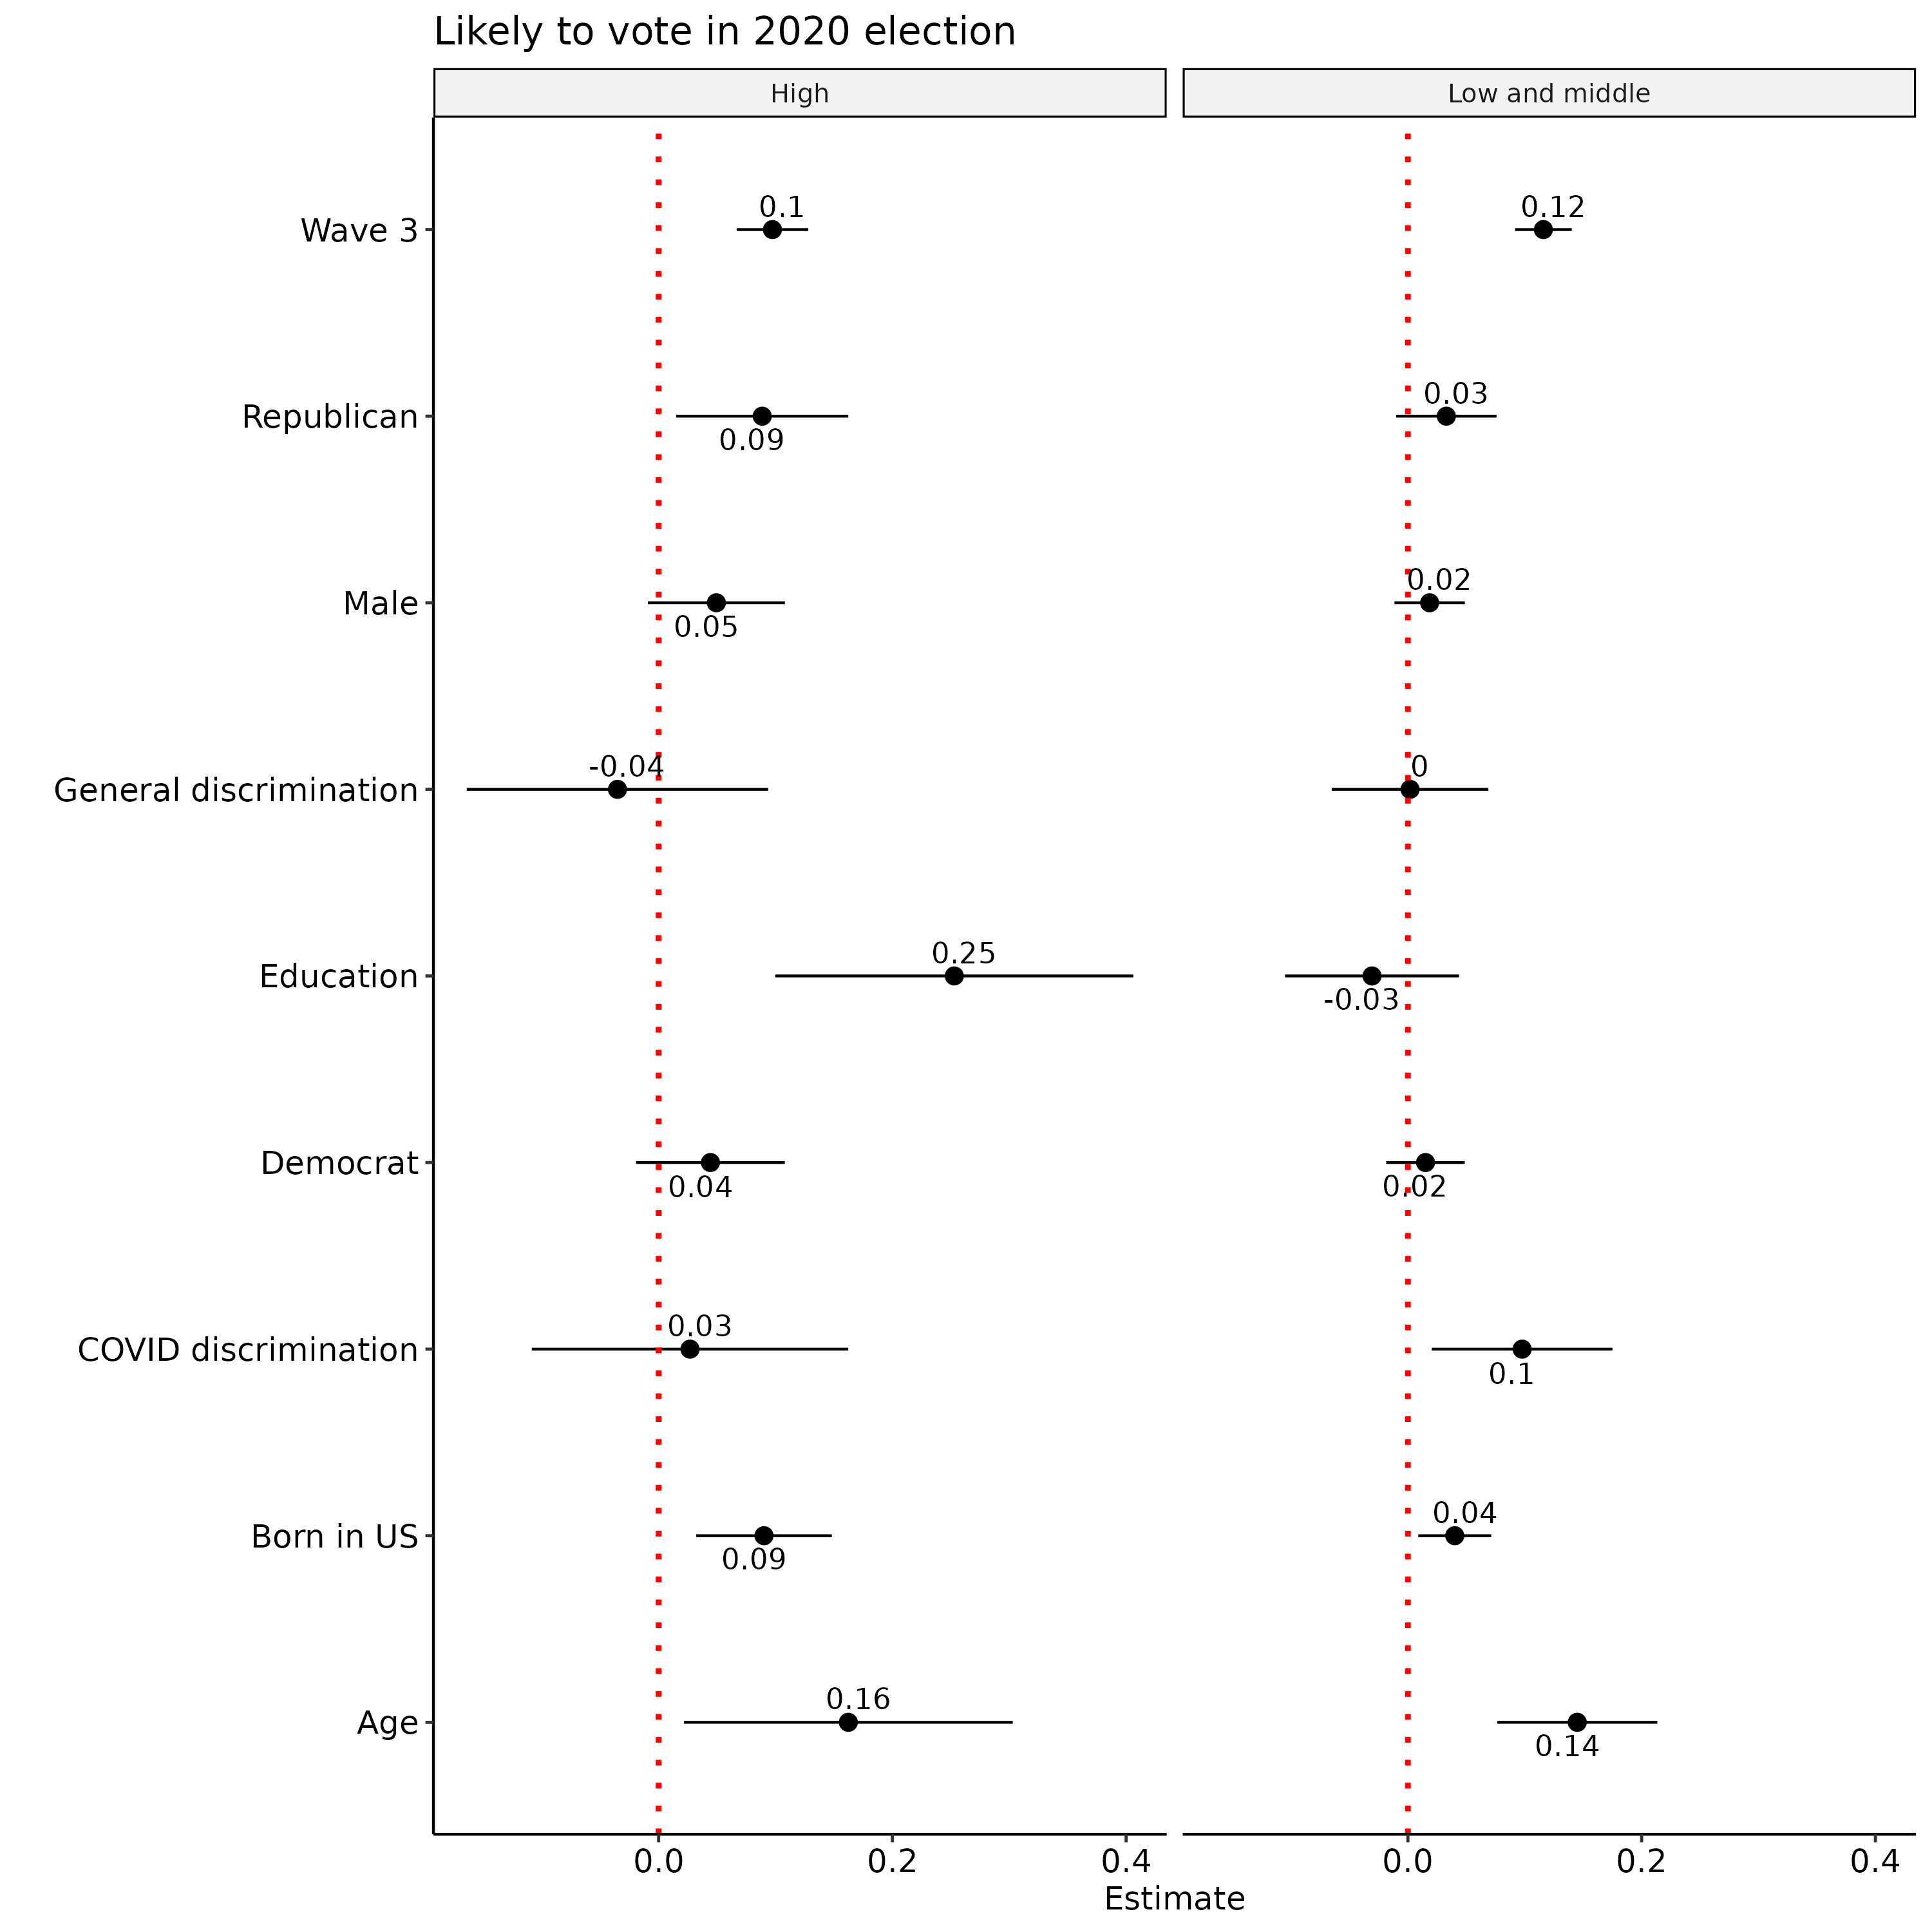 Likely to vote in 2020 election
High Low and middle
0.1 0.12
Wave 3
0.03
Republican
0.09
0.02
Male
0.05
-0.04 0
General discrimination
0.25
Education
-0.03
Democrat
0.04 0.02
0.03
COVID discrimination
0.1
0.04
Born in US
0.09
0.16
Age
0.14
0.0 0.2 0.4 0.0 0.2 0.4
Estimate